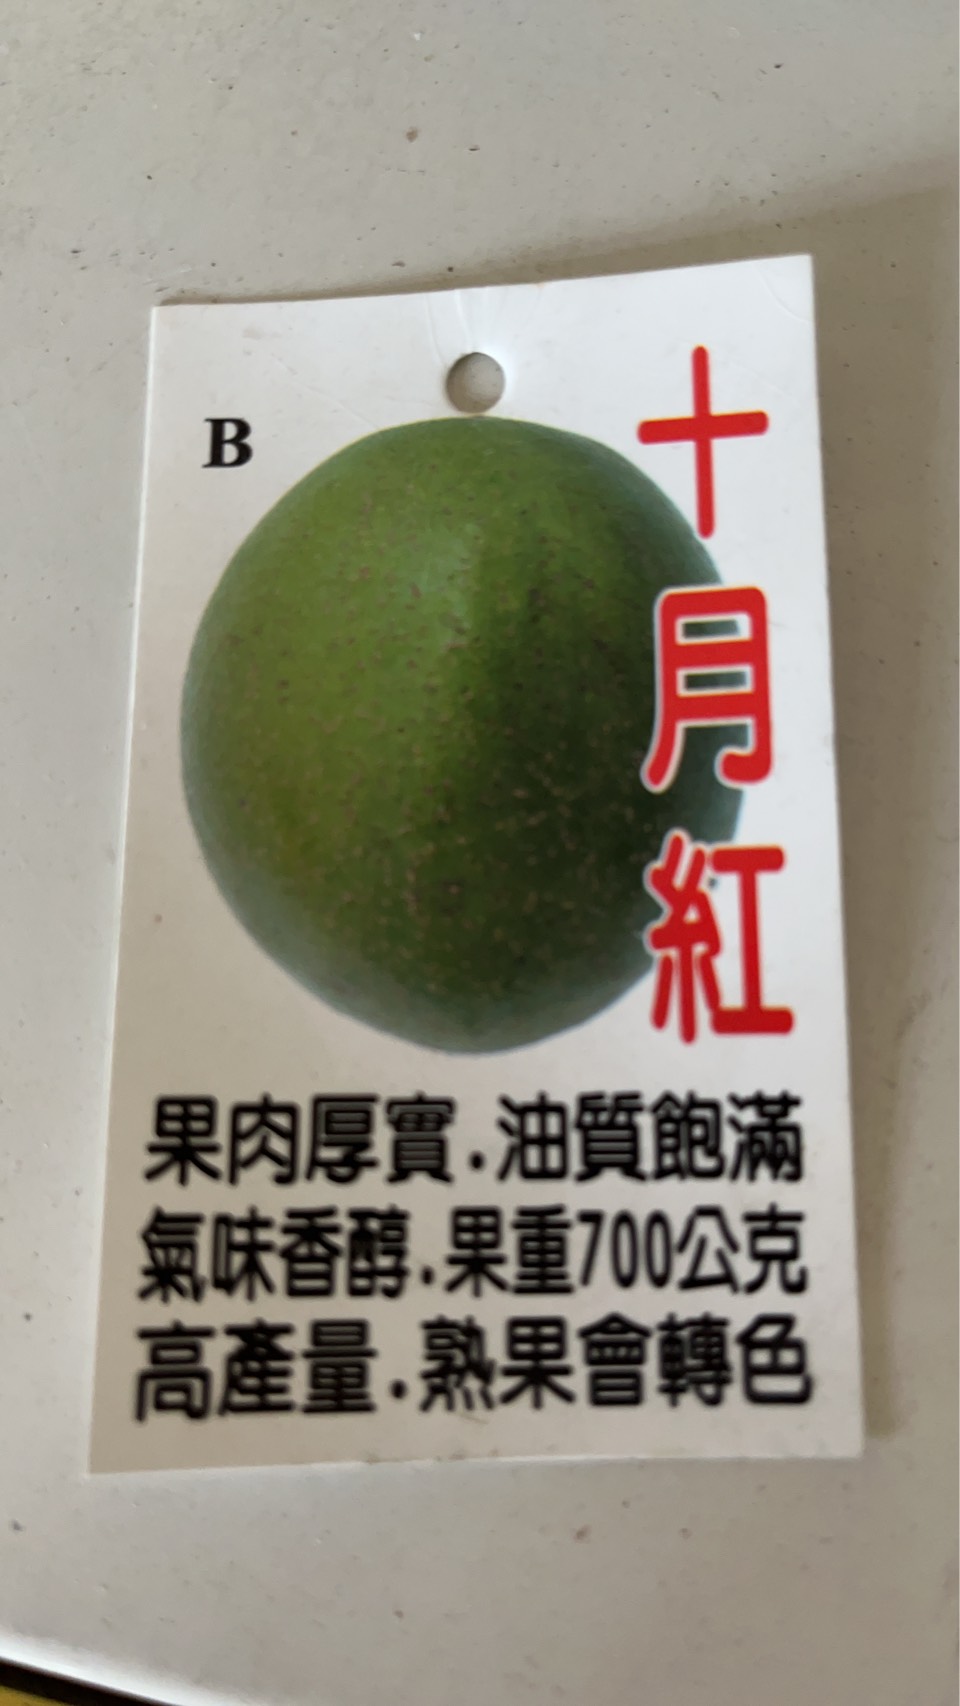 B
十月紅
果肉厚實.油質飽滿
氣味香醇.果重700公克
高產量.熟果會轉色